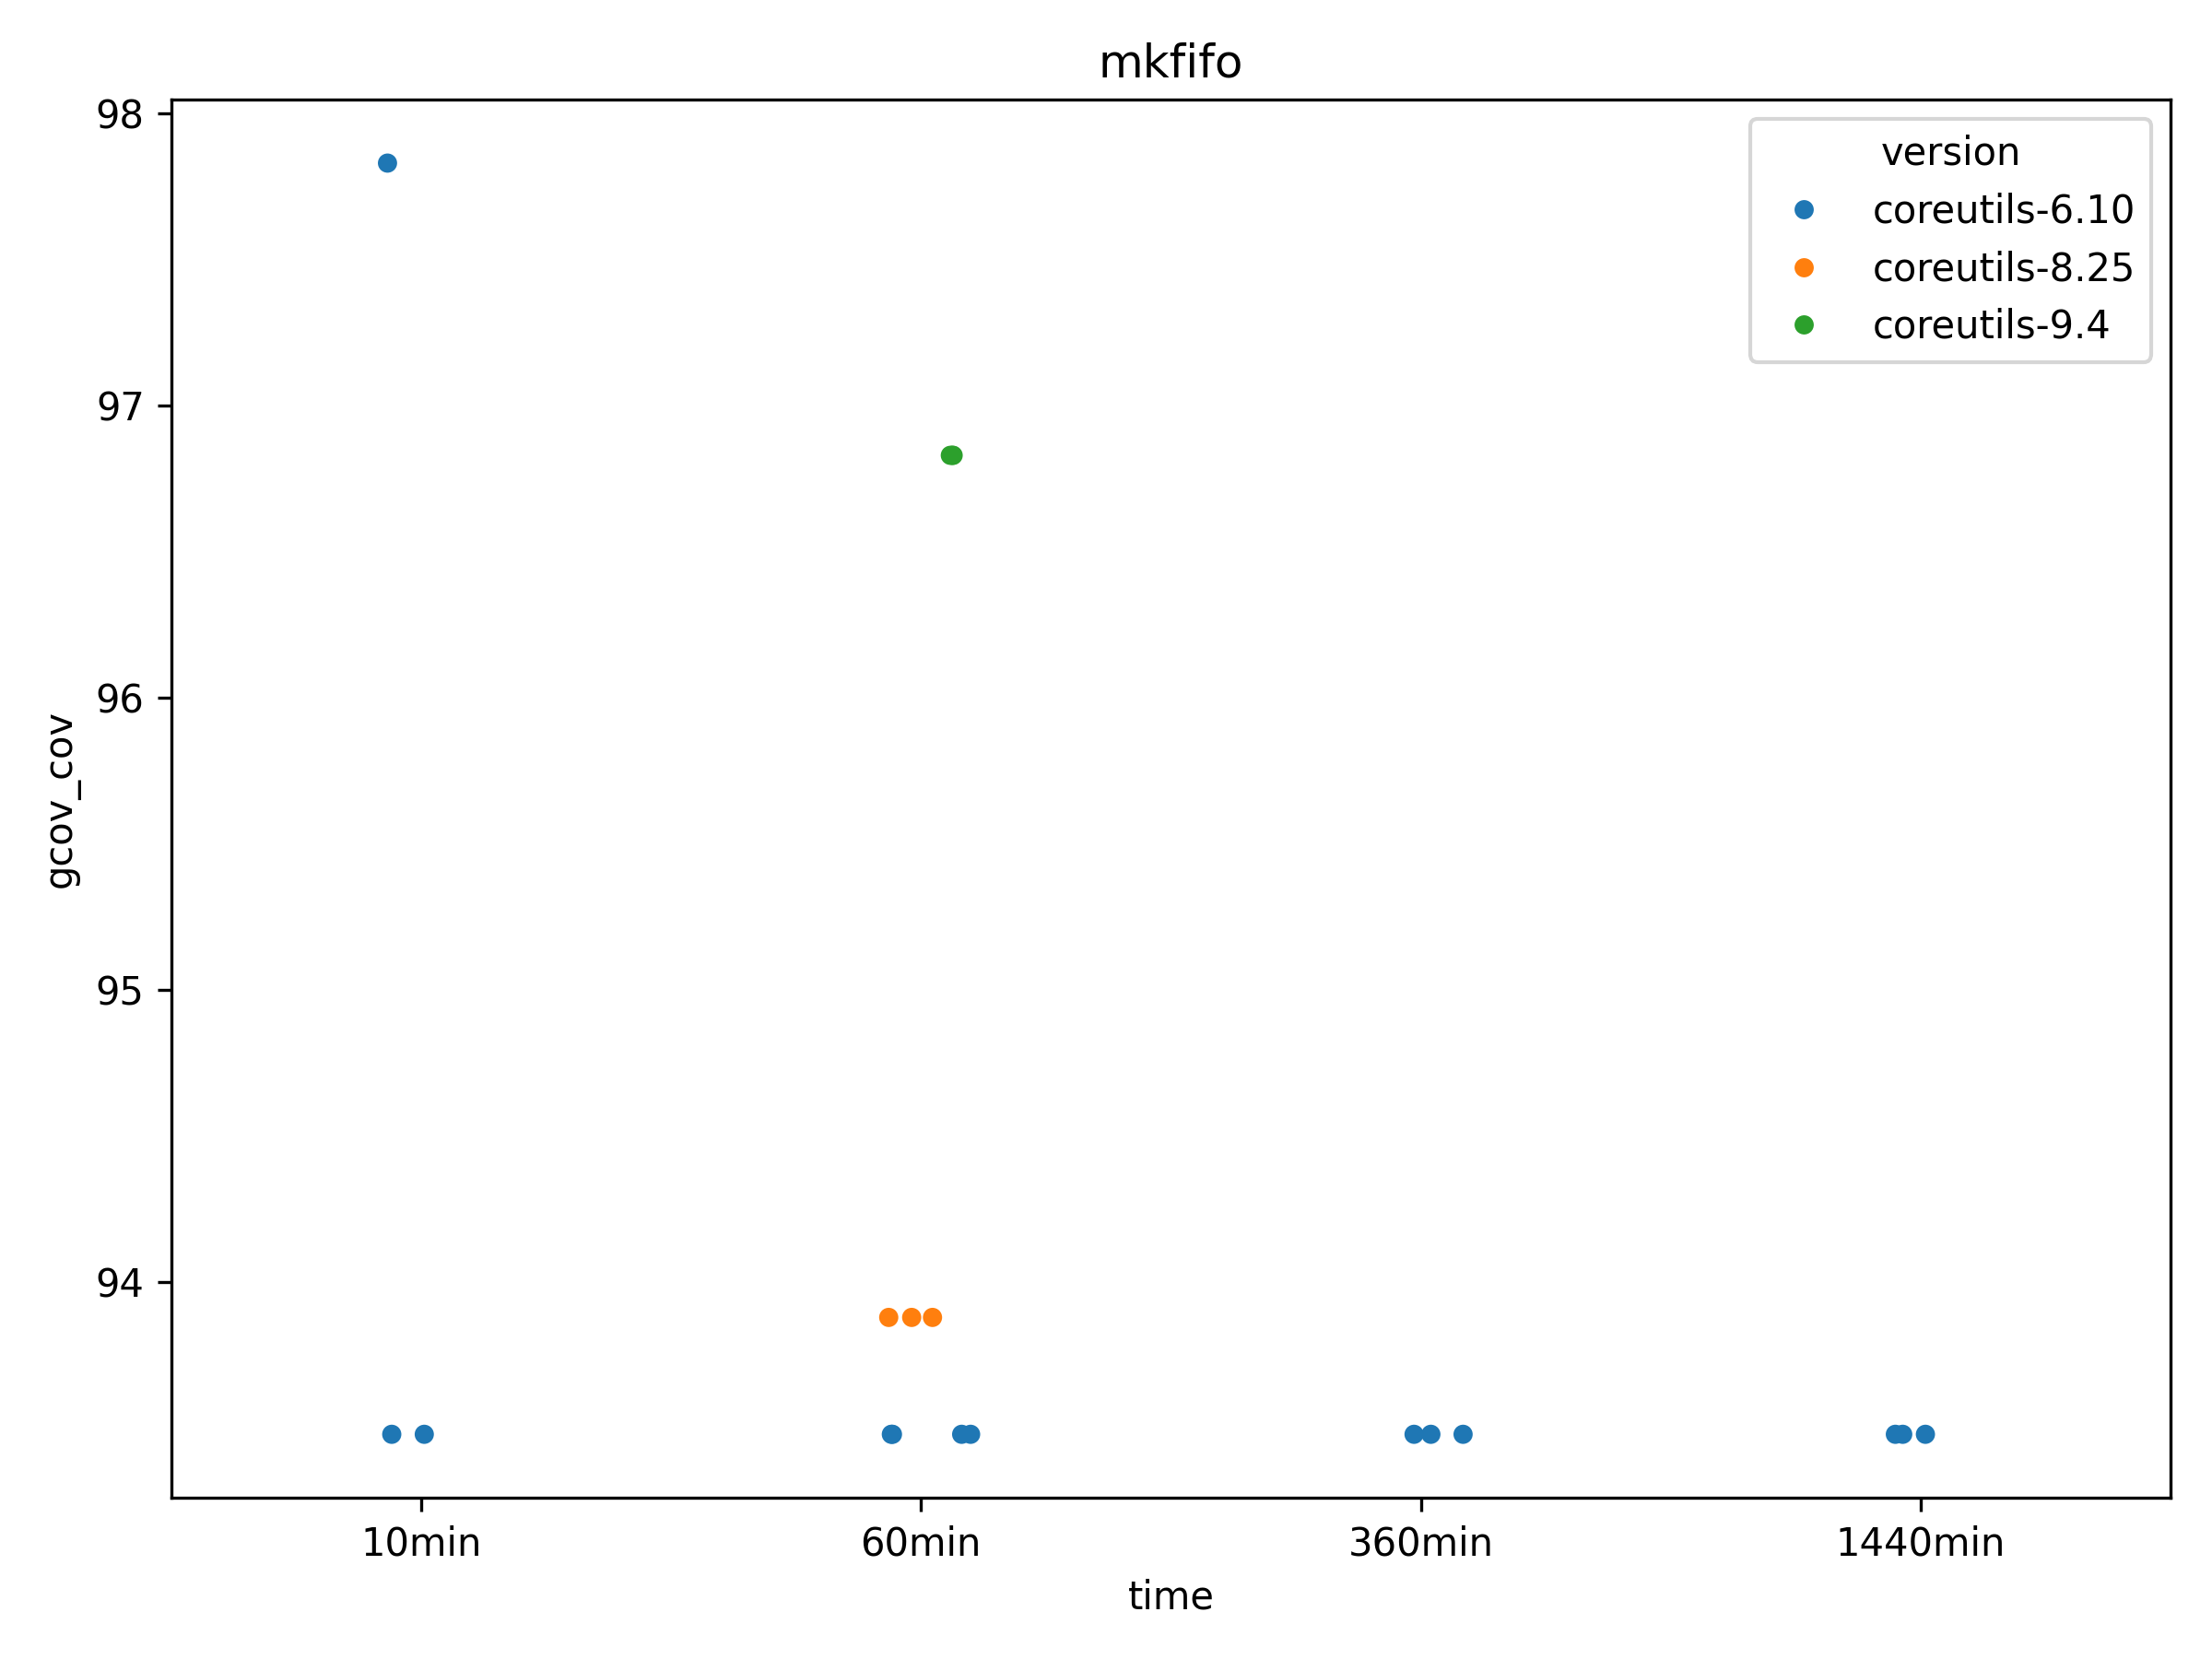 mkfifo
98
97
96
95
94
gcov_cov
version
coreutils-6.10
coreutils-8.25
coreutils-9.4
10min
60min
360min
1440min
time